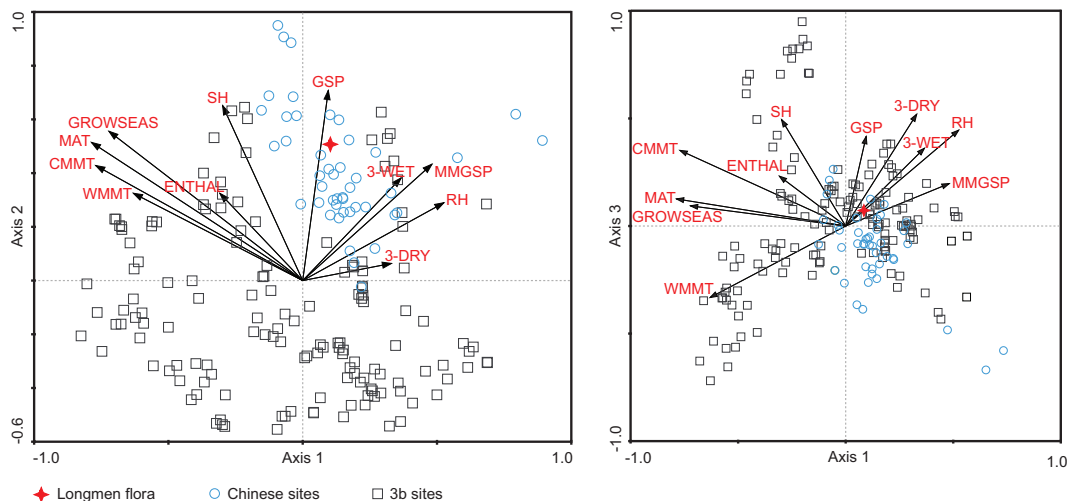 1.0
GSP
SH
GROWSEAS
MAT
CMMT
WMMT
ENTHAL
3-WET
MMGSP
RH
3-DRY
Axis 2
-0.6
-1.0
Axis 1
1.0
3-DRY
SH
GSP
RH
3-WET
CMMT
ENTHAL
MMGSP
MAT
GROWSEAS
WMMT
Axis 3
-1.0
-1.0
Axis 1
1.0
Longmen flora
Chinese sites
3b sites